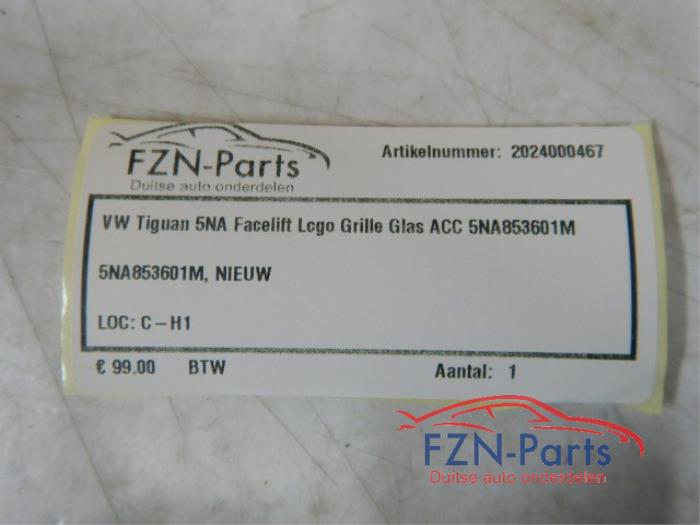 FZN-Parts
Duitse auto onderdelen
Artikelnummer: 2024000467
VW Tiguan 5NA Facelift Logo Grille Glas ACC 5NA853601M
5NA853601M, NIEUW
LOC: C-H1
€ 99.00 BTW Aantal: 1
FZN-Parts
Duitse auto onderdelen